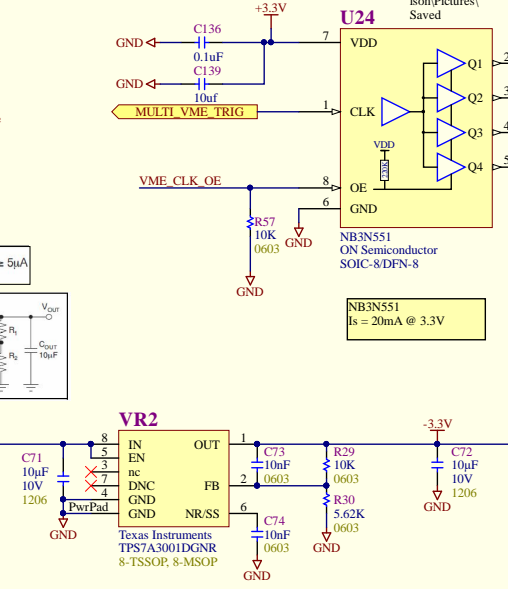 Ison\Pictures\
Saved
+3.3V
U24
C136
GND
0.1uF
7
VDD
C139
GND
10uf
MULTI_VME_TRIG
1
CLK
Q1
2
Q2
3
Q3
4
Q4
5
VDD
220K
VME_CLK_OE
8
OE
6
GND
R57
10K
0603
GND
GND
NB3N551
ON Semiconductor
SOIC-8/DFN-8
= 5µA
NB3N551
Is = 20mA @ 3.3V
VOUT
R1
R2
COUT
10µF
VR2
-3.3V
C71
10µF
10V
1206
8
5
3
7
4
PwrPad
IN
EN
nc
DNC
GND
GND
OUT
FB
NR/SS
1
2
6
C73
10nF
0603
R29
10K
0603
R30
5.62K
0603
C72
10µF
10V
1206
C74
10nF
0603
GND
GND
GND
GND
Texas Instruments
TPS7A3001DGNR
8-TSSOP, 8-MSOP